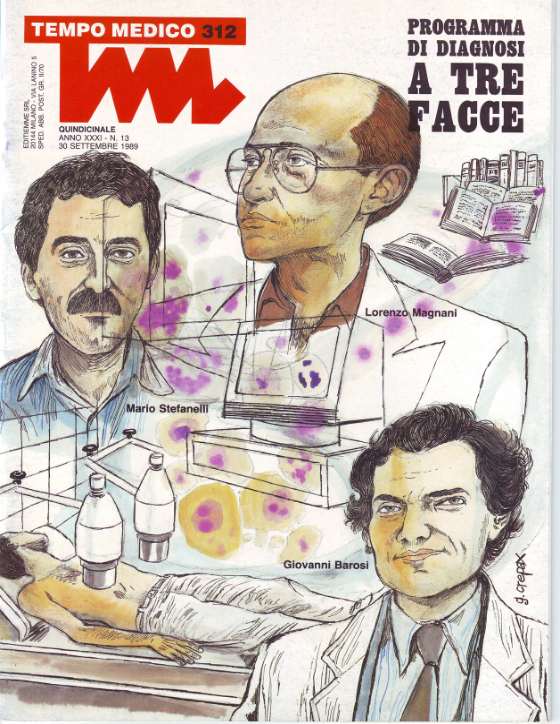 TEMPO MEDICO 312
Tm
EDITIEMME SRL
20144 MILANO - VIA LANINO 5
SPED. ABB. POST. GR. II/70
QUINDICINALE
ANNO XXXI - N. 13
30 SETTEMBRE 1989
PROGRAMMA
DI DIAGNOSI
A TRE
FACCE
Lorenzo Magnani
Mario Stefanelli
Giovanni Barosi
g. crepax